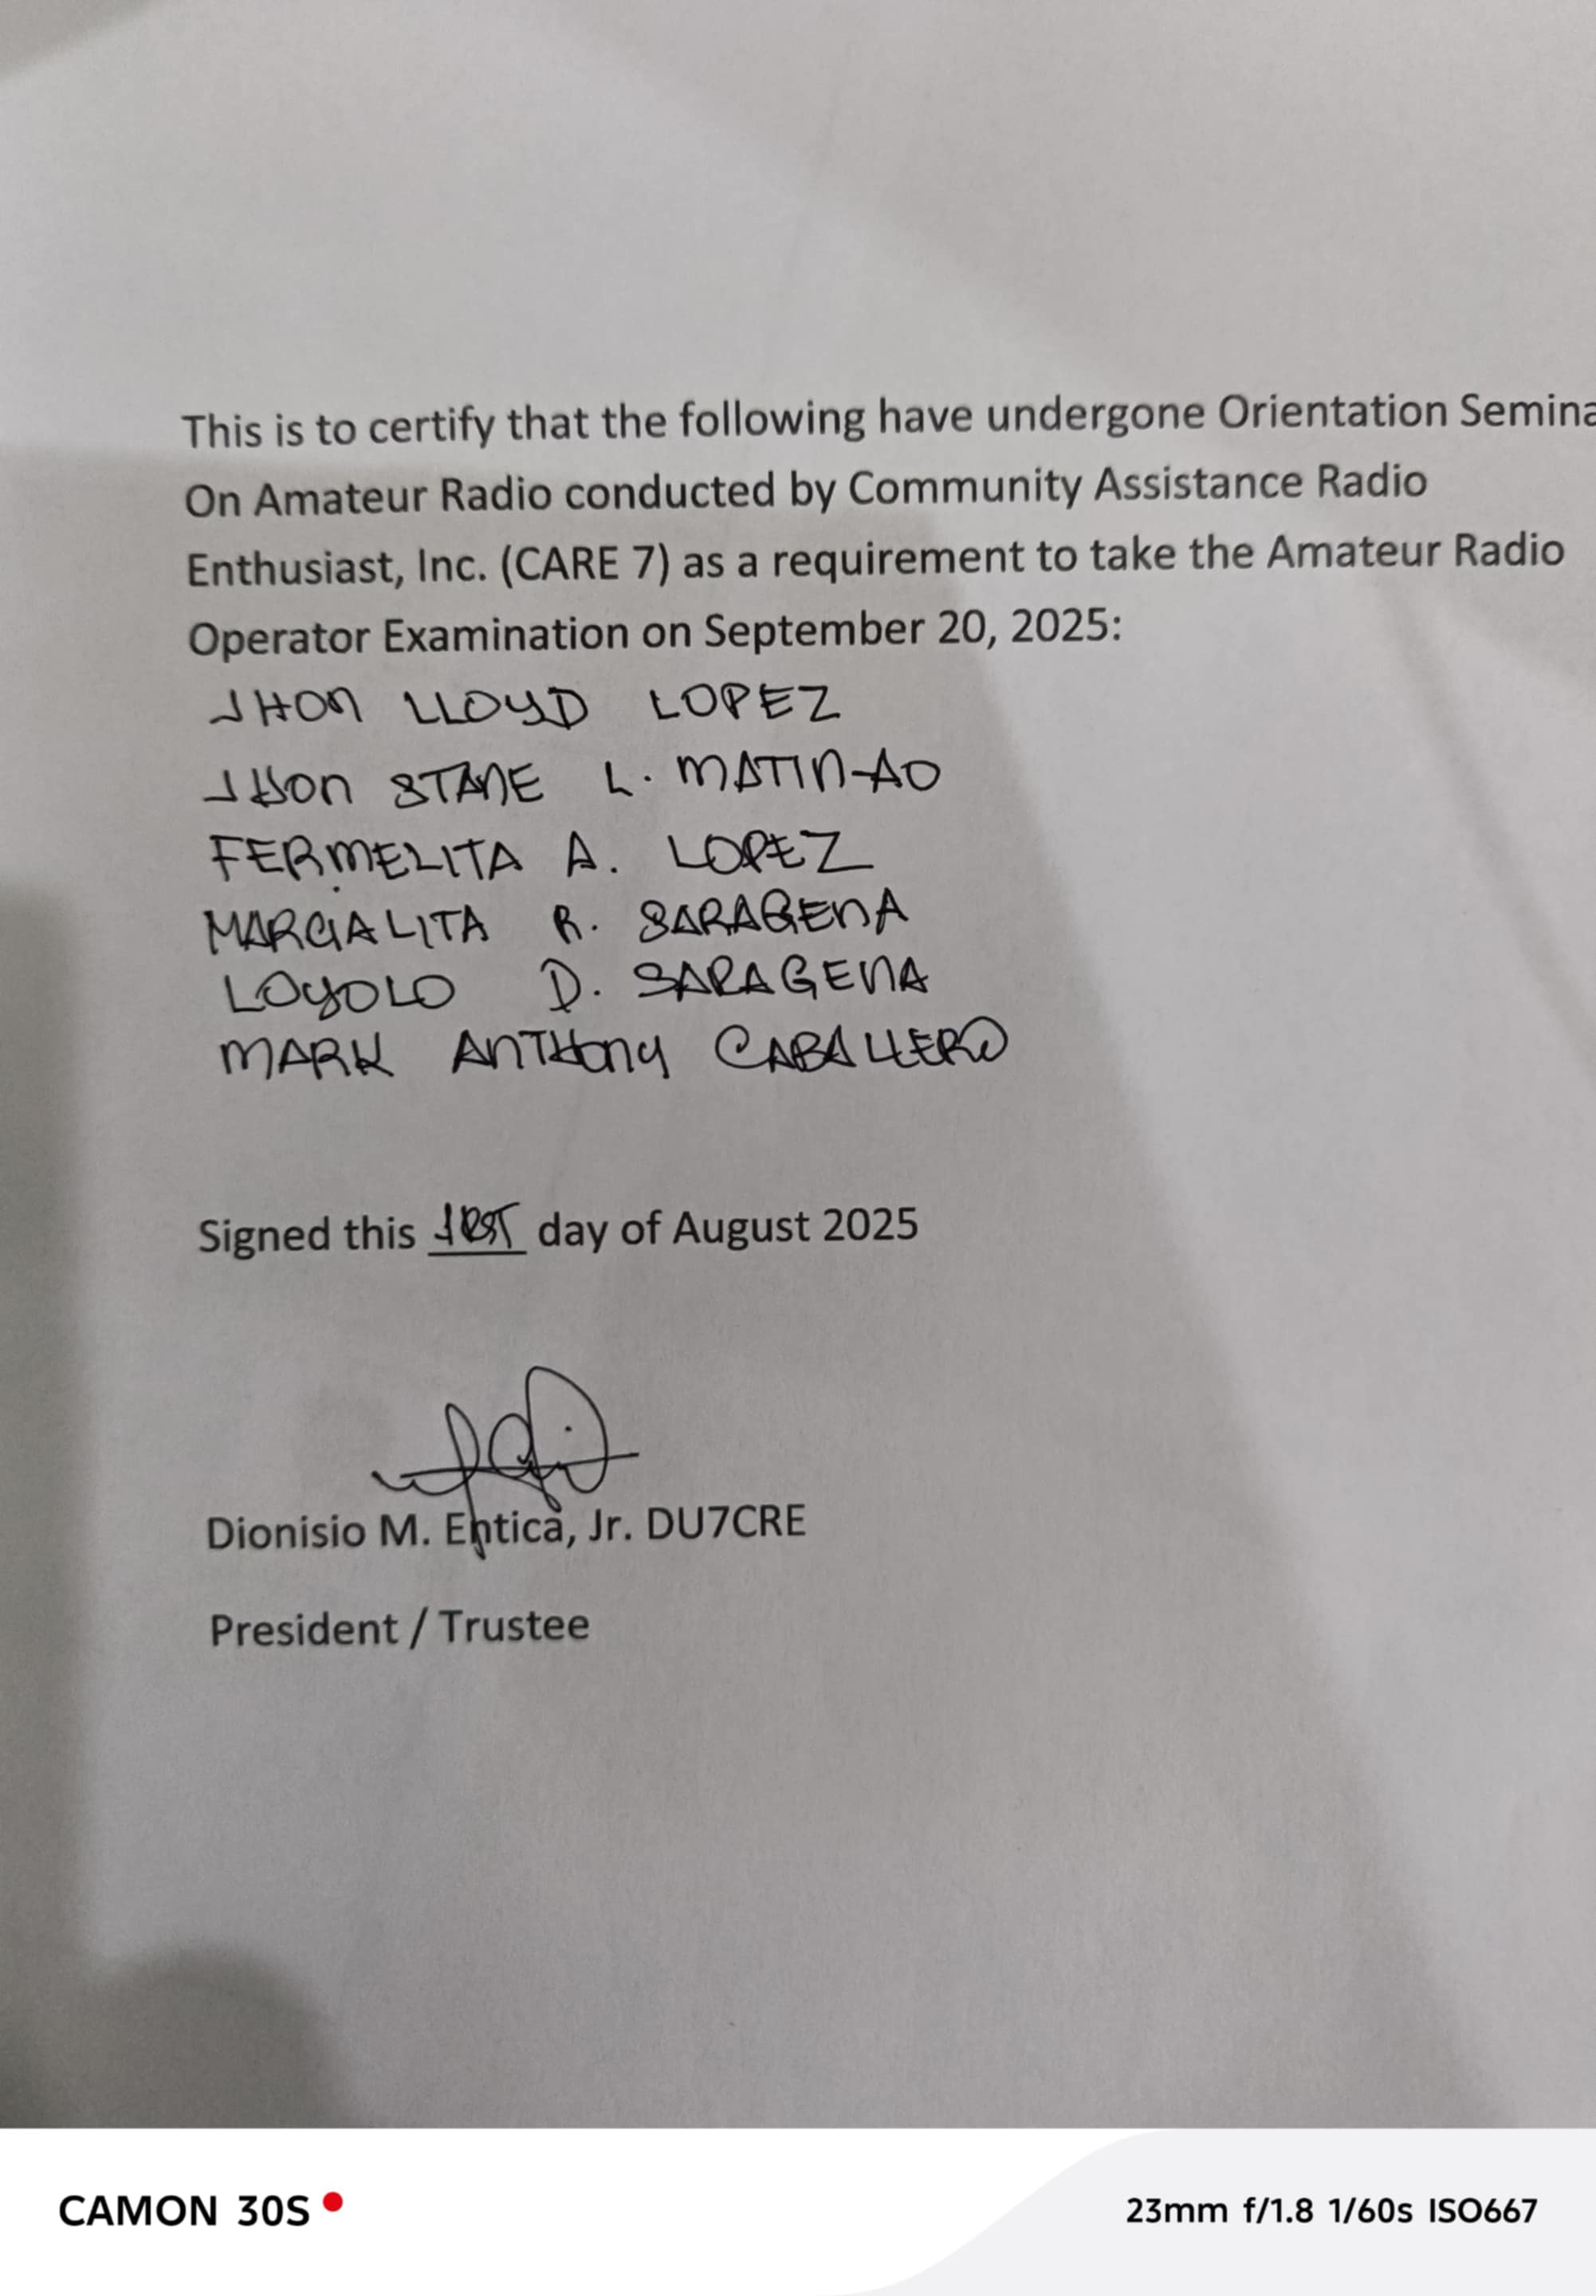 This is to certify that the following have undergone Orientation Semina
On Amateur Radio conducted by Community Assistance Radio
Enthusiast, Inc. (CARE 7) as a requirement to take the Amateur Radio
Operator Examination on September 20, 2025:
JHON LLOYD LOPEZ
JHON STANE L. MATIN-AO
FERMELITA A. LOPEZ
MARGIALITA R. SARAGENA
LOYOLO D. SARAGENA
MARK ANTHONY CABALLERO
Signed this day of August 2025
Dionisio M. Entica, Jr. DU7CRE
President / Trustee
CAMON 30S
23mm f/1.8 1/60s ISO667